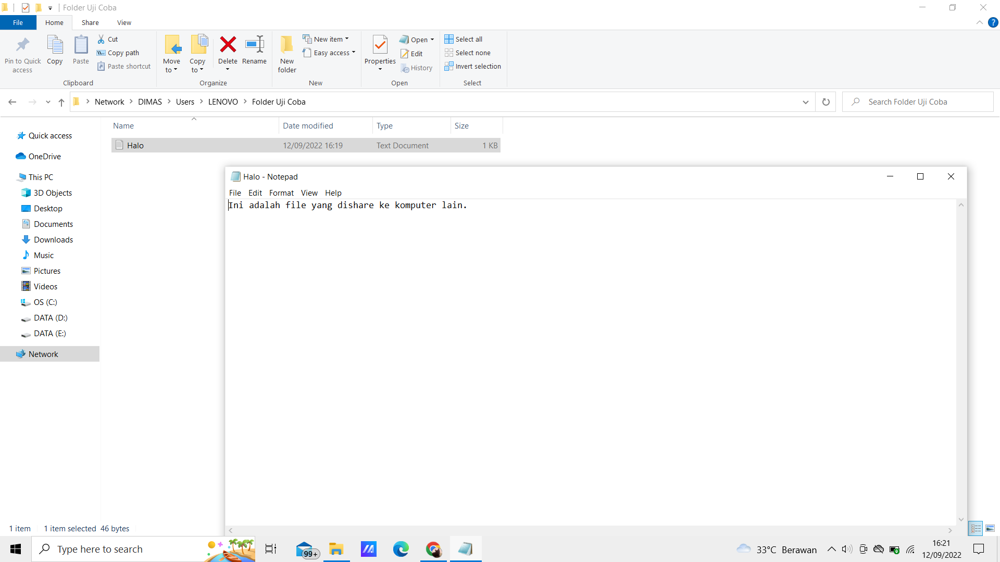 Folder Uji Coba
File Home Share View
Pin to Quick access
Copy
Paste
Cut
Copy path
Paste shortcut
Clipboard
Move to
Copy to
Delete
Rename
Organize
New folder
New item
Easy access
New
Properties
Open
Edit
History
Open
Select all
Select none
Invert selection
Select
Network > DIMAS > Users > LENOVO > Folder Uji Coba
Search Folder Uji Coba
Name Date modified Type Size
Halo 12/09/2022 16:19 Text Document 1 KB
Quick access
OneDrive
This PC
3D Objects
Desktop
Documents
Downloads
Music
Pictures
Videos
OS (C:)
DATA (D:)
DATA (E:)
Network
Halo - Notepad
File Edit Format View Help
Ini adalah file yang dishare ke komputer lain.
1 item 1 item selected 46 bytes
Type here to search
99+
33°C Berawan
16:21
12/09/2022